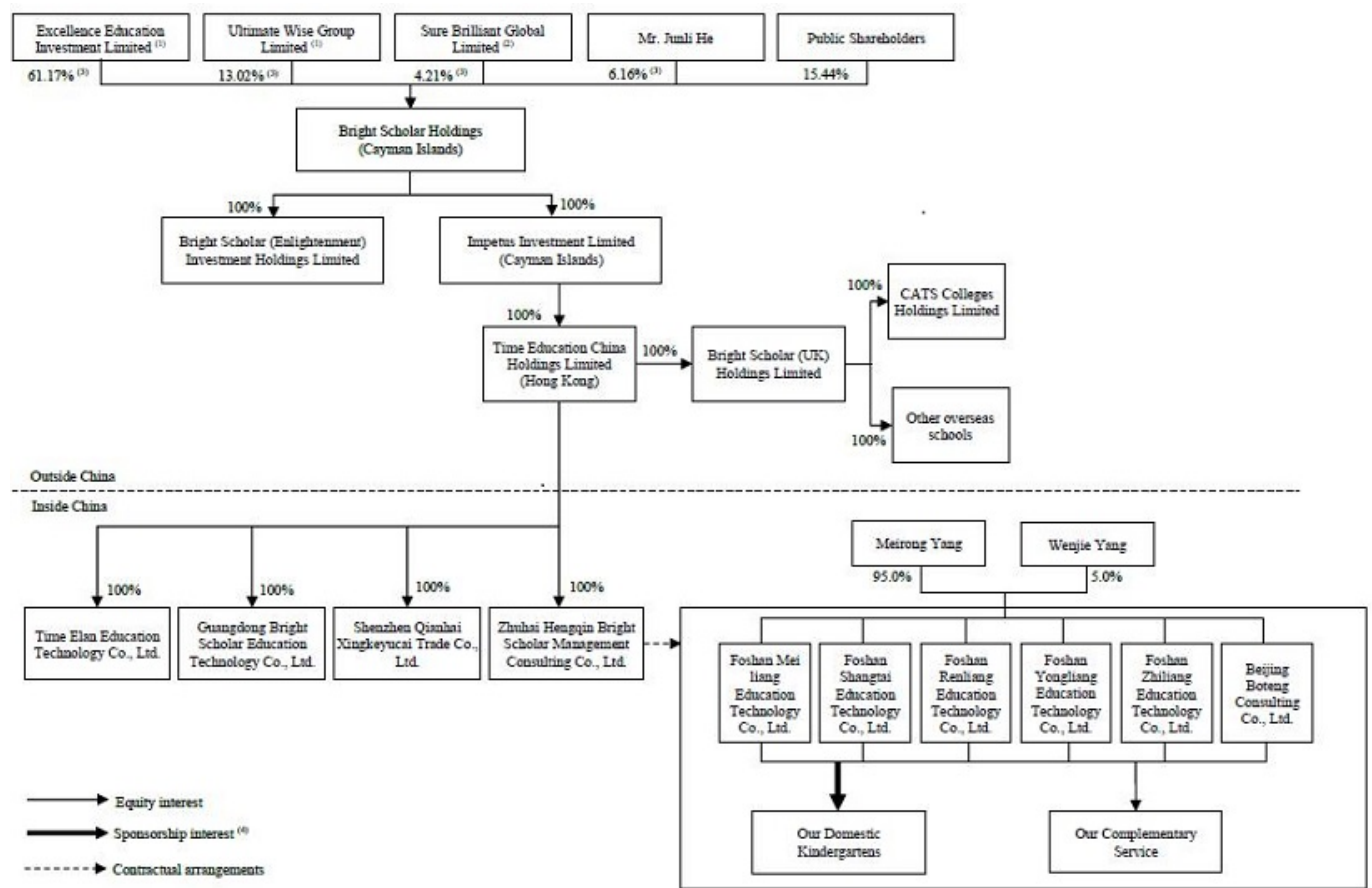 Excellence Education
Investment Limited (1)
Ultimate Wise Group
Limited (1)
Sure Brilliant Global
Limited (2)
Mr. Junli He
Public Shareholders
61.17% (3)
13.02% (3)
4.21% (3)
6.16% (3)
15.44%
Bright Scholar Holdings
(Cayman Islands)
100%
100%
Bright Scholar (Enlightenment)
Investment Holdings Limited
Impetus Investment Limited
(Cayman Islands)
100%
CATS Colleges
Holdings Limited
100%
Time Education China
Holdings Limited
(Hong Kong)
100%
Bright Scholar (UK)
Holdings Limited
100%
Other overseas
schools
Outside China
Inside China
Meirong Yang
Wenjie Yang
95.0%
5.0%
100%
100%
100%
100%
Time Elan Education
Technology Co., Ltd.
Guangdong Bright
Scholar Education
Technology Co., Ltd.
Shenzhen Qianhai
Xingkeyucai Trade Co.,
Ltd.
Zhuhai Hengqin Bright
Scholar Management
Consulting Co., Ltd.
Foshan Mei
liang
Education
Technology
Co., Ltd.
Foshan
Shangtai
Education
Technology
Co., Ltd.
Foshan
Renliang
Education
Technology
Co., Ltd.
Foshan
Yongliang
Education
Technology
Co., Ltd.
Foshan
Zhiliang
Education
Technology
Co., Ltd.
Beijing
Boteng
Consulting
Co., Ltd.
Equity interest
Sponsorship interest (4)
Contractual arrangements
Our Domestic
Kindergartens
Our Complementary
Service